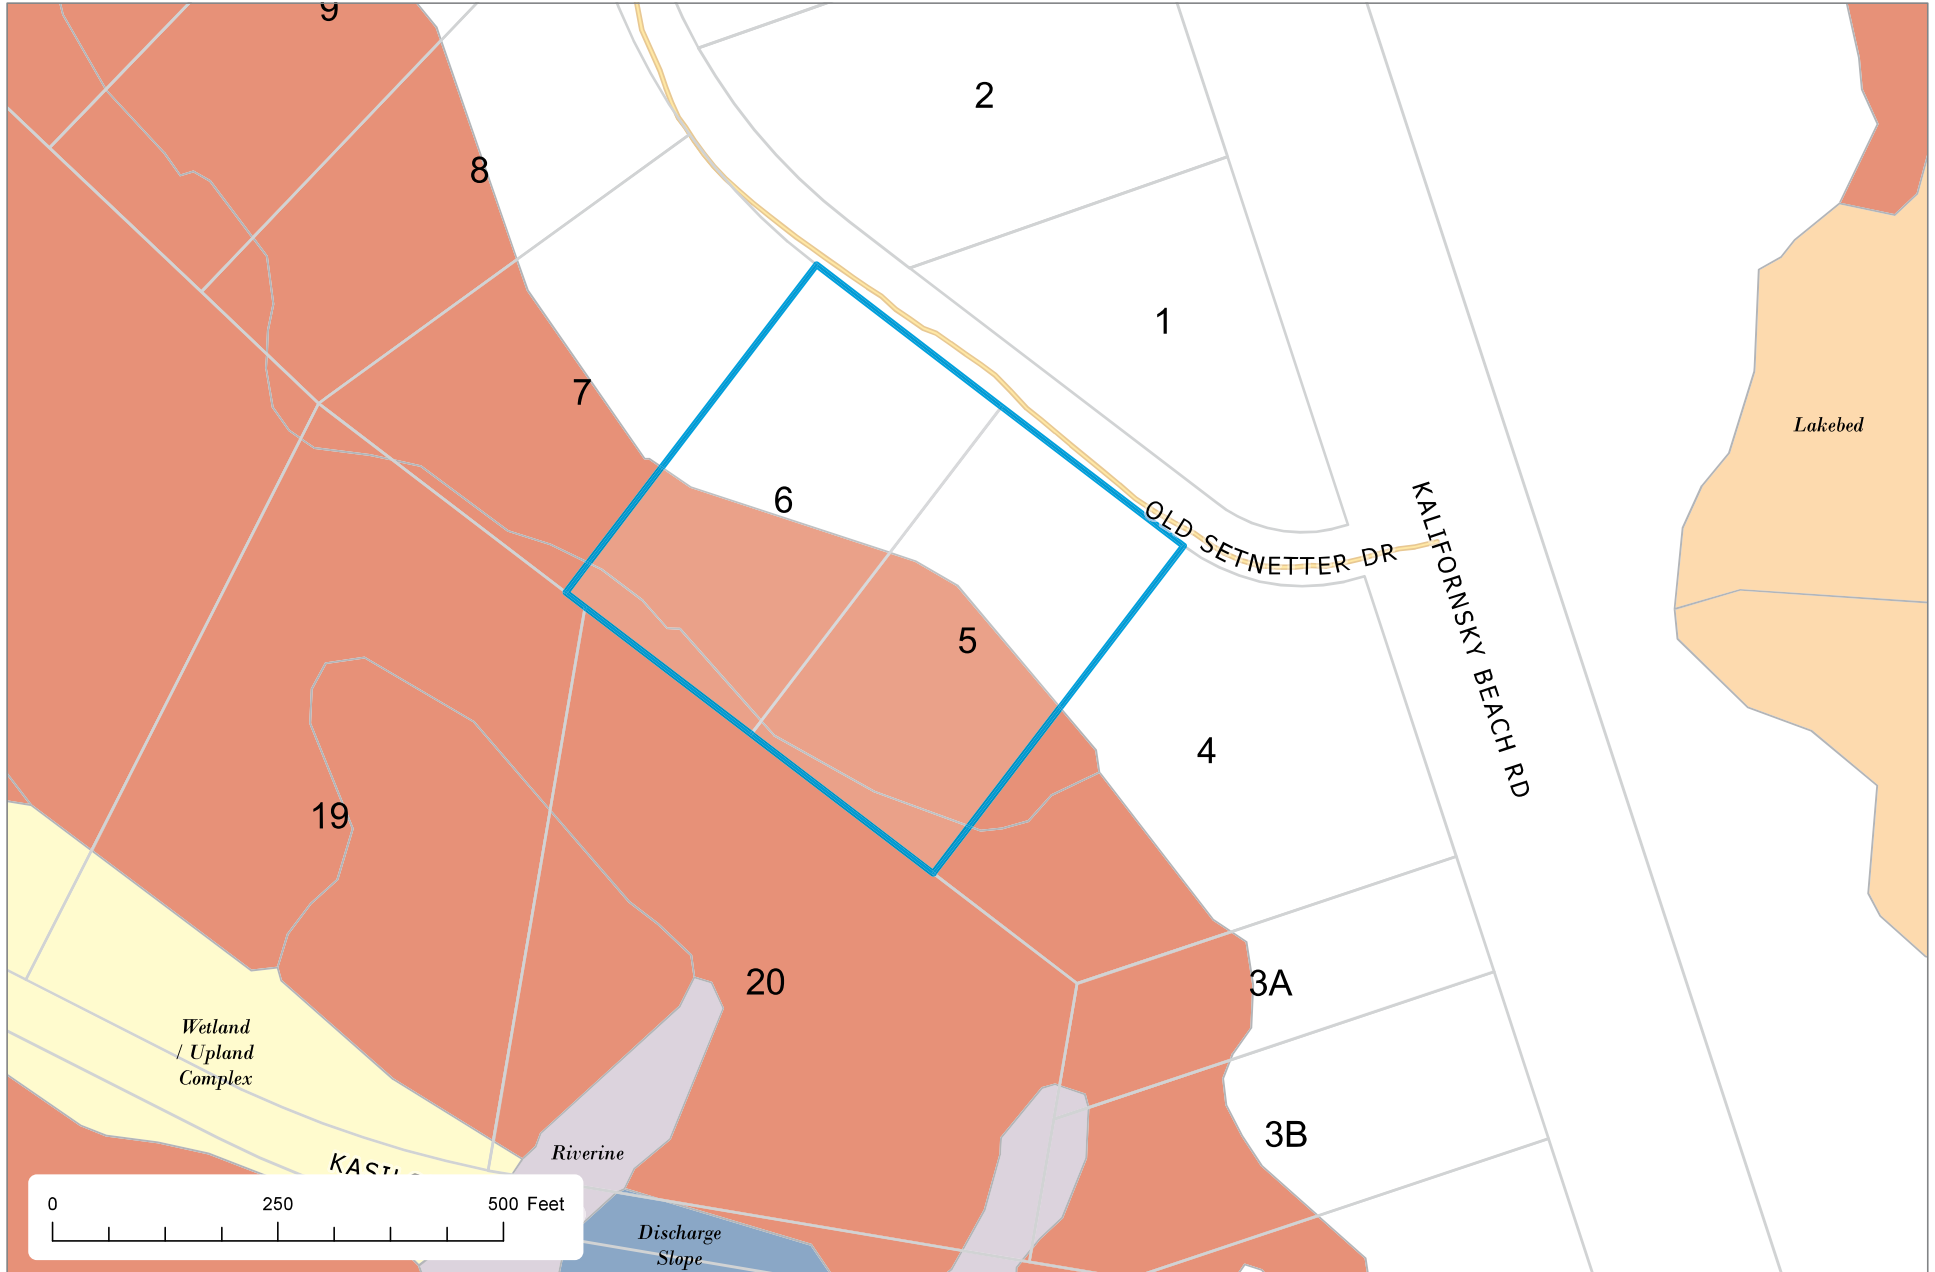 9
2
8
1
Lakebed
7
6
OLD SETNETTER DR
KALIFORNSKY BEACH RD
5
4
19
20
3A
Wetland
/ Upland
Complex
3B
Riverine
0 250 500 Feet
Discharge
Slope